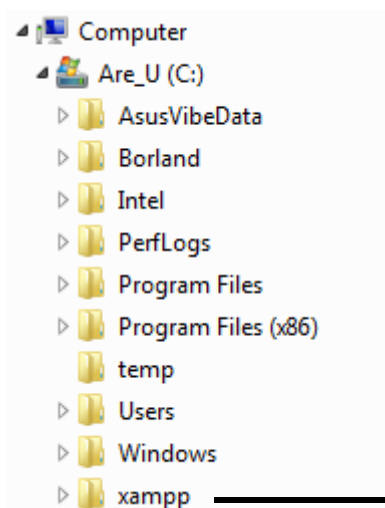 Computer
Are_U (C:)
AsusVibeData
Borland
Intel
PerfLogs
Program Files
Program Files (x86)
temp
Users
Windows
xampp